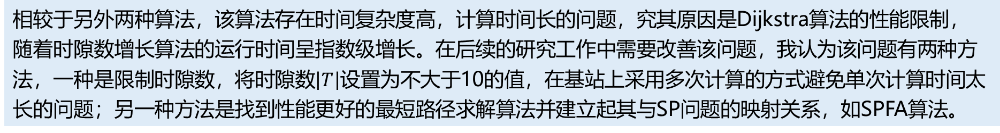 相较于另外两种算法，该算法存在时间复杂度高，计算时间长的问题，究其原因是Dijkstra算法的性能限制，
随着时隙数增长算法的运行时间呈指数级增长。在后续的研究工作中需要改善该问题，我认为该问题有两种方
法，一种是限制时隙数，将时隙数|T|设置为不大于10的值，在基站上采用多次计算的方式避免单次计算时间太
长的问题；另一种方法是找到性能更好的最短路径求解算法并建立起其与SP问题的映射关系，如SPFA算法。